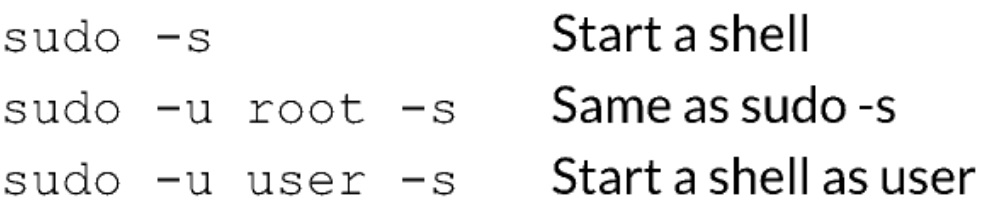 sudo -s Start a shell
sudo -u root -s Same as sudo -s
sudo -u user -s Start a shell as user